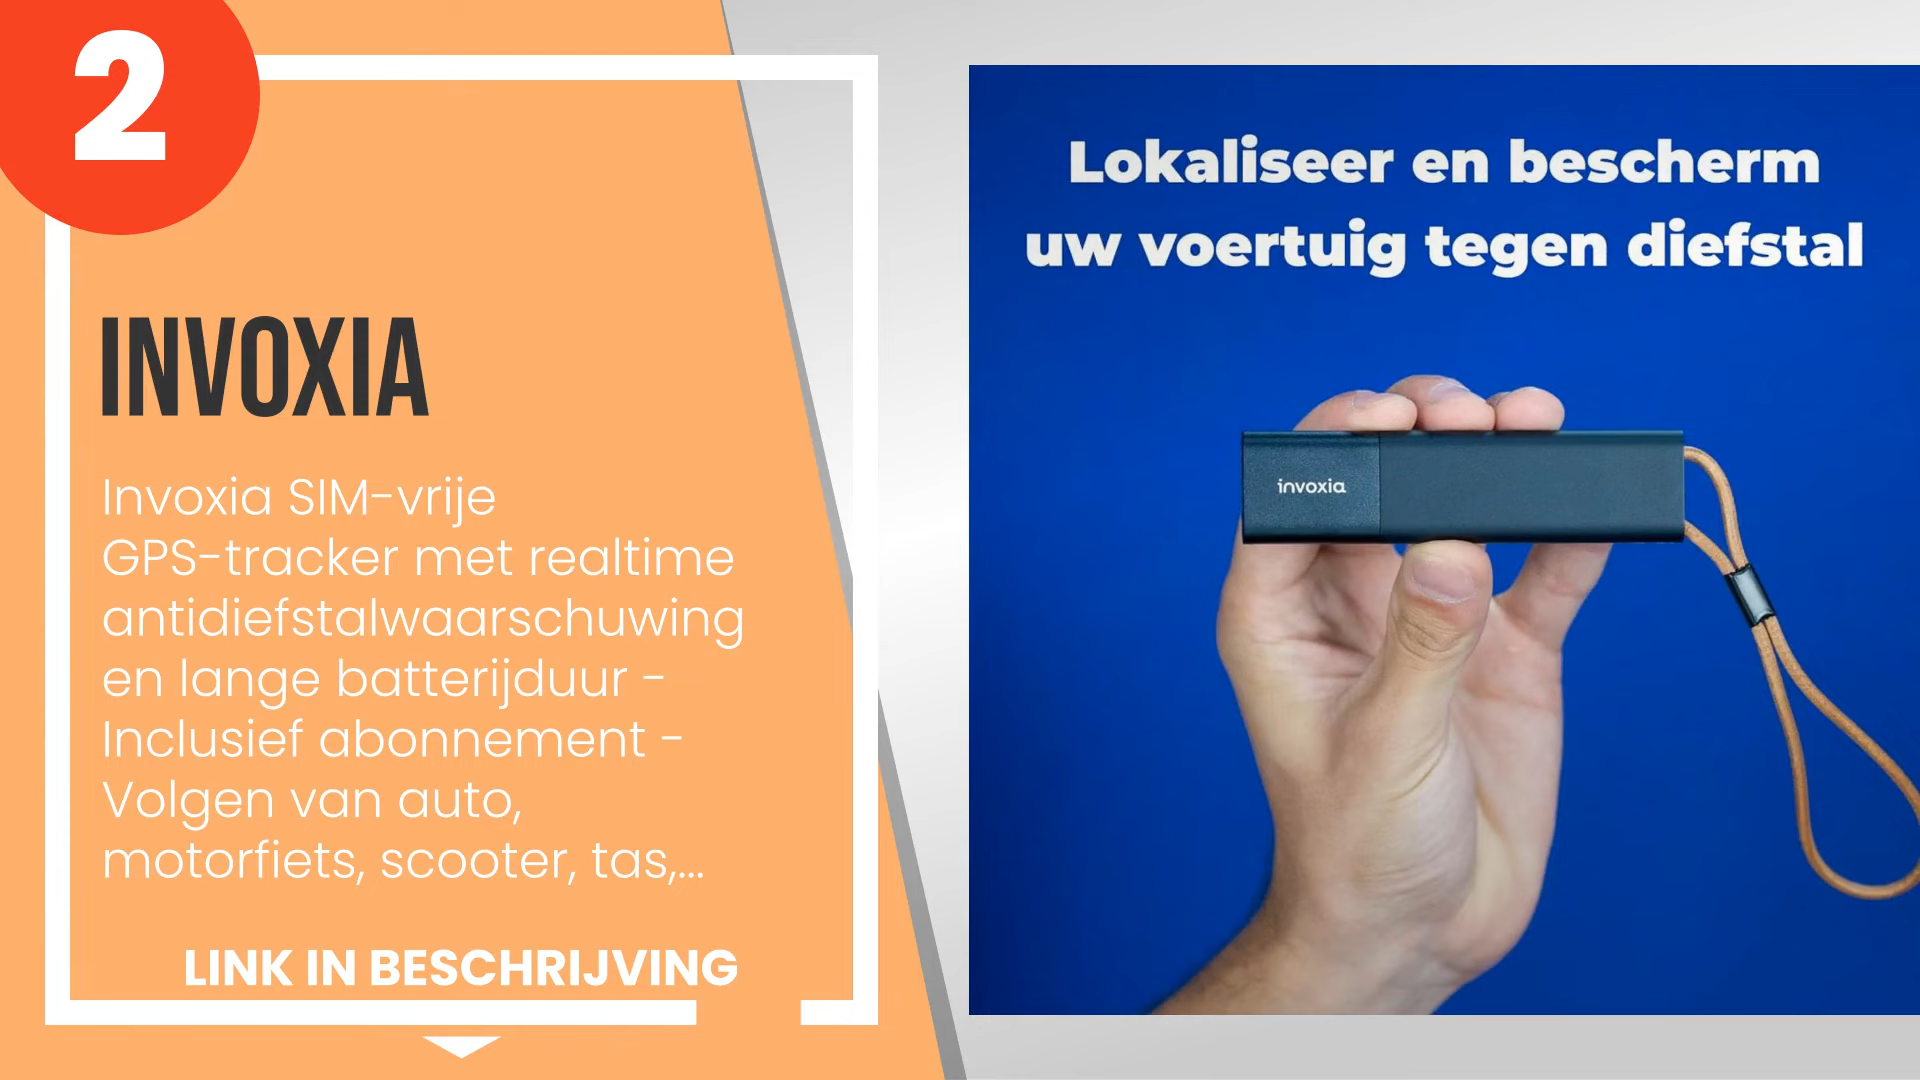 2
INVOXIA
Invoxia SIM-vrije
GPS-tracker met realtime
antidiefstalwaarschuwing
en lange batterijduur -
Inclusief abonnement -
Volgen van auto,
motorfiets, scooter, tas,...
LINK IN BESCHRIJVING
Lokaliseer en bescherm
uw voertuig tegen diefstal
invoxia